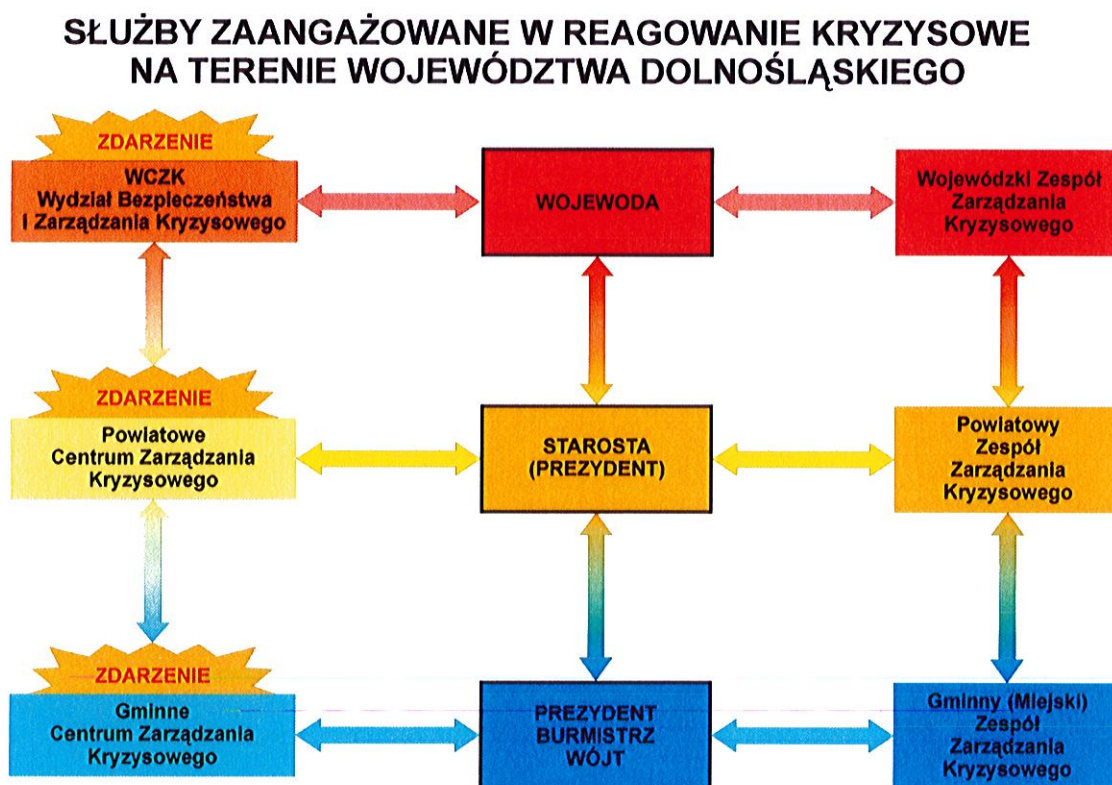 SŁUŻBY ZAANGAŻOWANE W REAGOWANIE KRYZYSOWE
NA TERENIE WOJEWÓDZTWA DOLNOŚLĄSKIEGO
ZDARZENIE
WCZK
Wydział Bezpieczeństwa
i Zarządzania Kryzysowego
WOJEWODA
Wojewódzki Zespół
Zarządzania
Kryzysowego
ZDARZENIE
Powiatowe
Centrum Zarządzania
Kryzysowego
STAROSTA
(PREZYDENT)
Powiatowy
Zespół
Zarządzania
Kryzysowego
ZDARZENIE
Gminne
Centrum Zarządzania
Kryzysowego
PREZYDENT
BURMISTRZ
WÓJT
Gminny (Miejski)
Zespół
Zarządzania
Kryzysowego